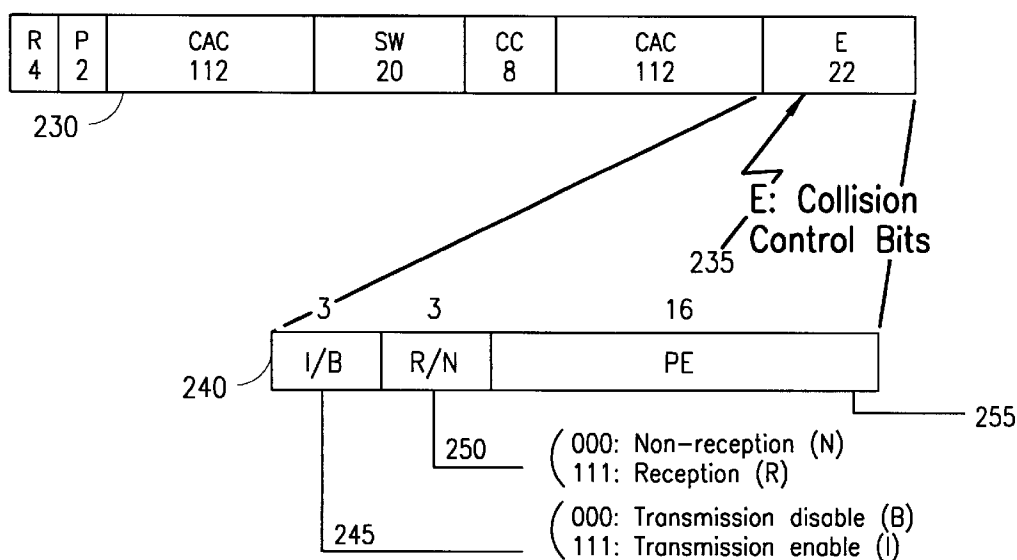 R P CAC SW CC CAC E
4 2 112 20 8 112 22
230
E: Collision
Control Bits
235
3 3 16
I/B R/N PE
240
255
250
000: Non-reception (N)
111: Reception (R)
245
000: Transmission disable (B)
111: Transmission enable (I)